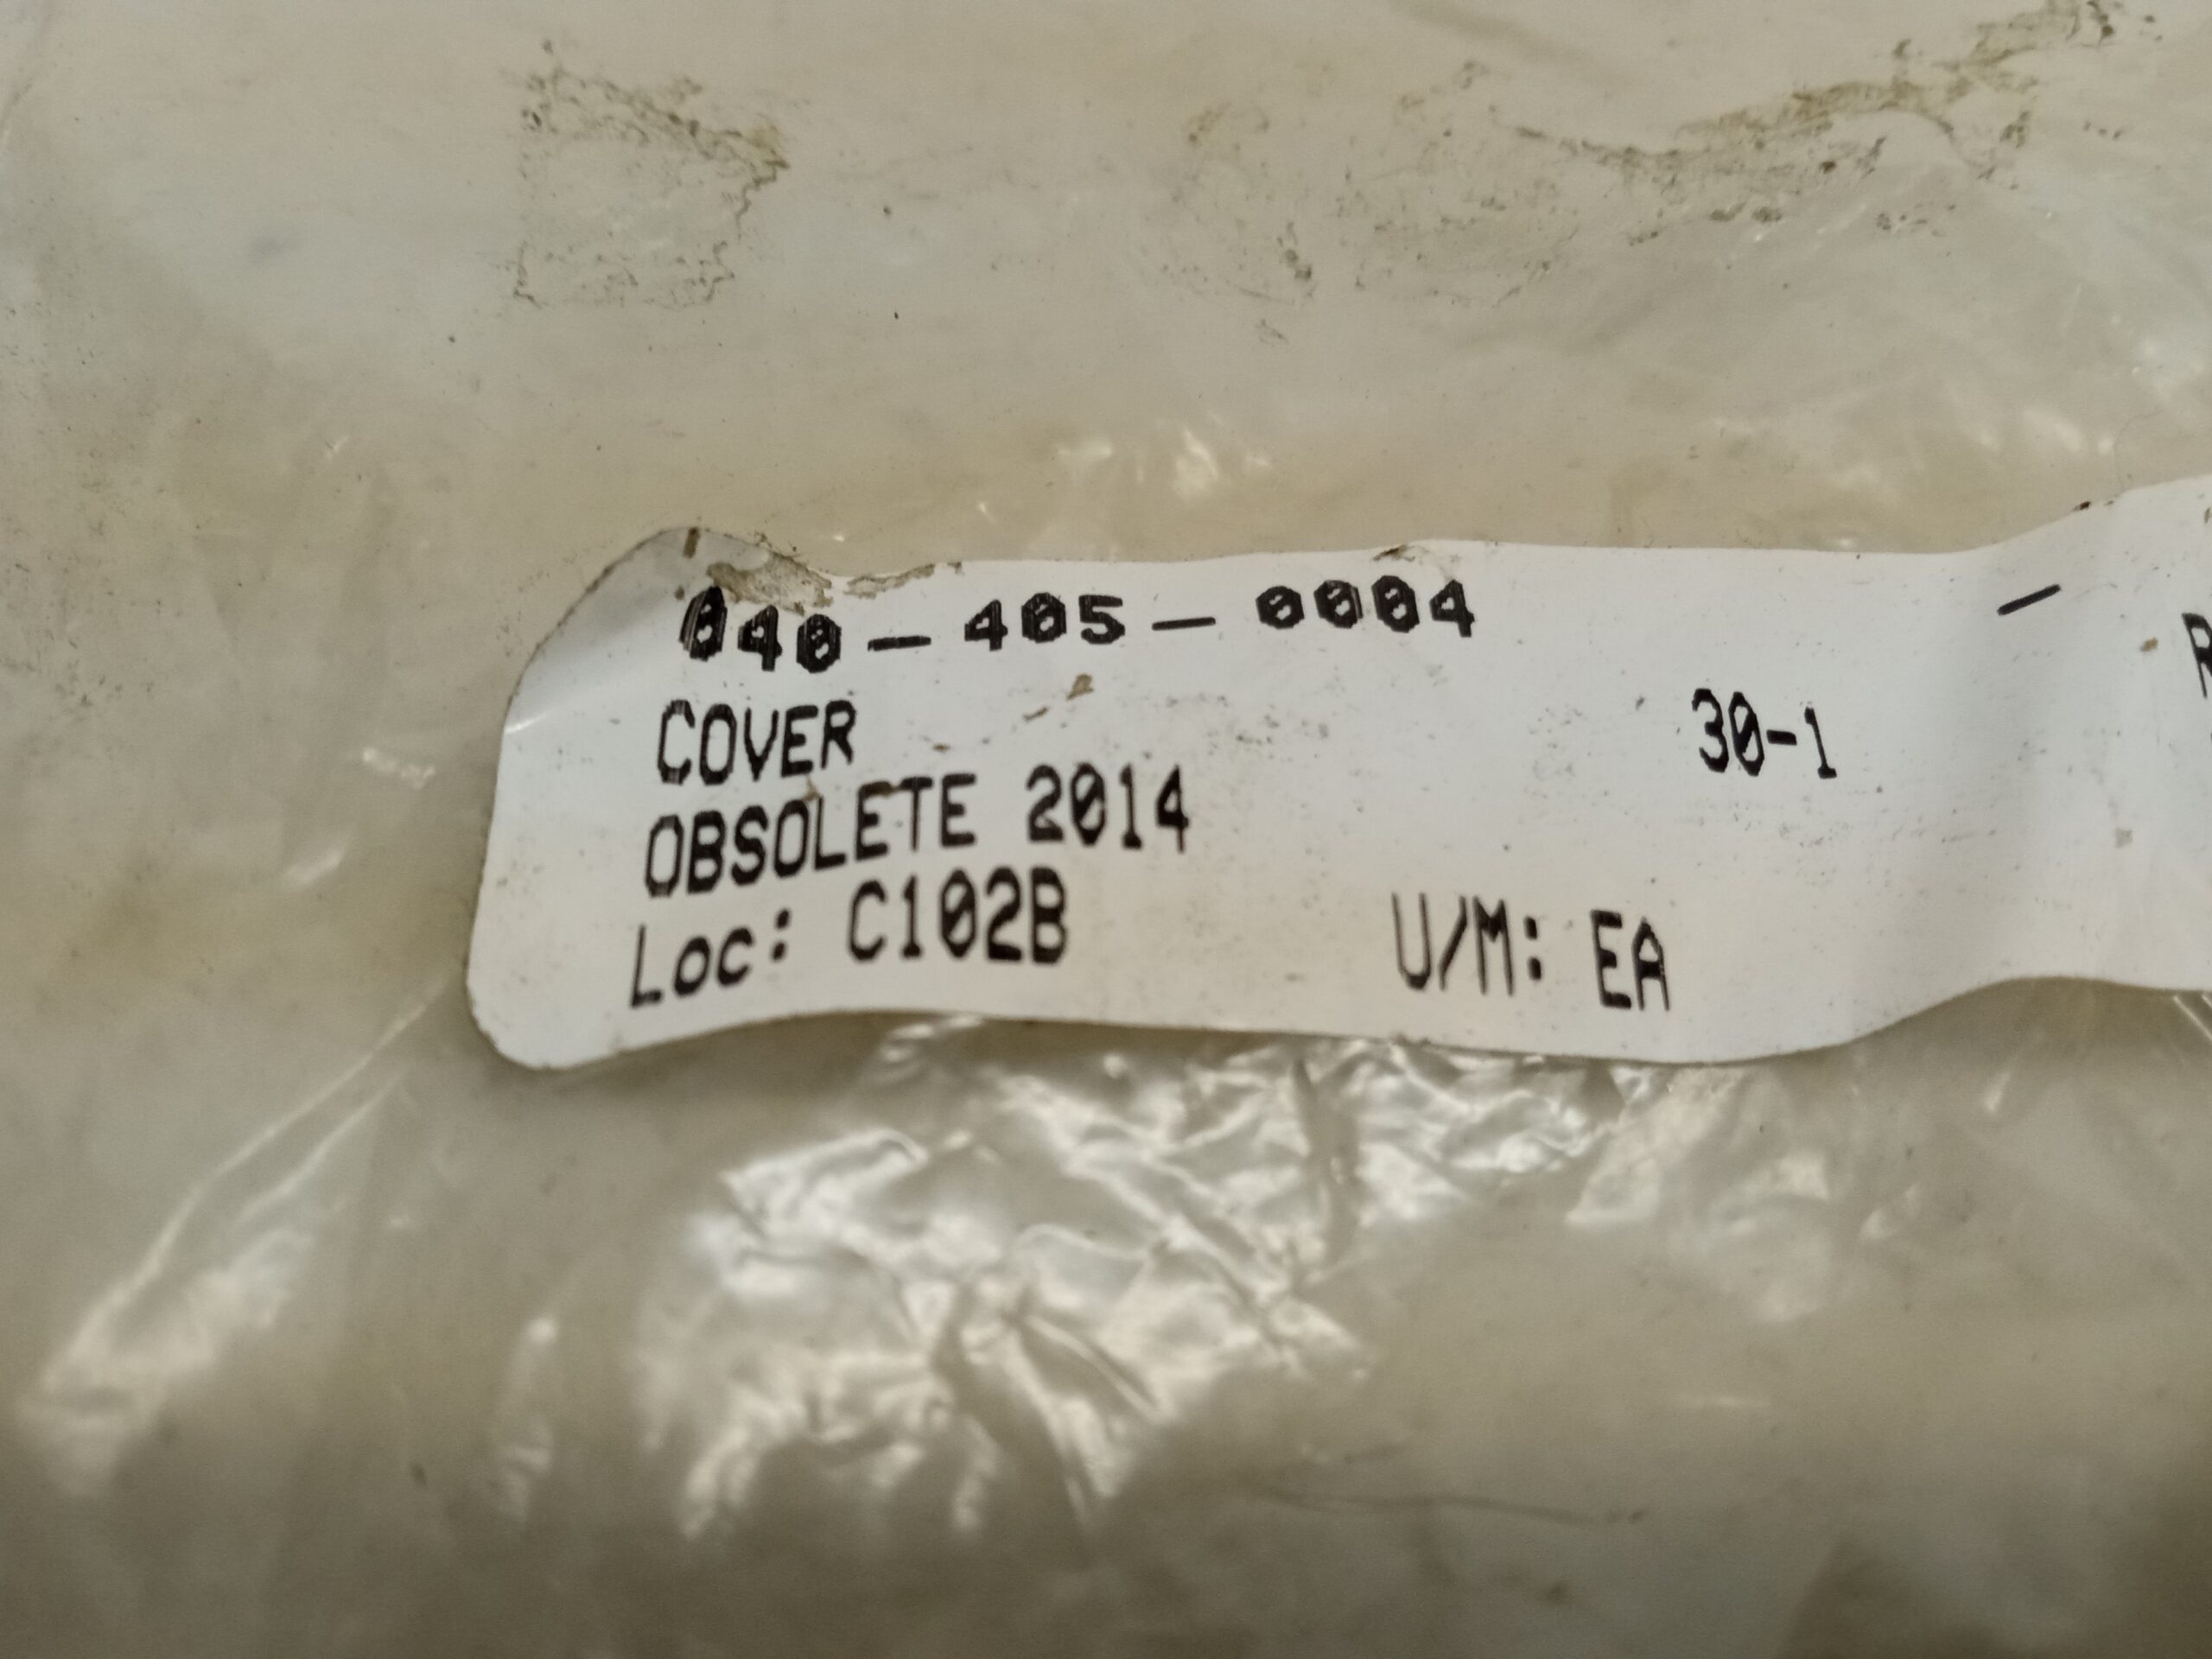 040-405-0004 -
COVER 30-1
OBSOLETE 2014
Loc: C102B U/M: EA